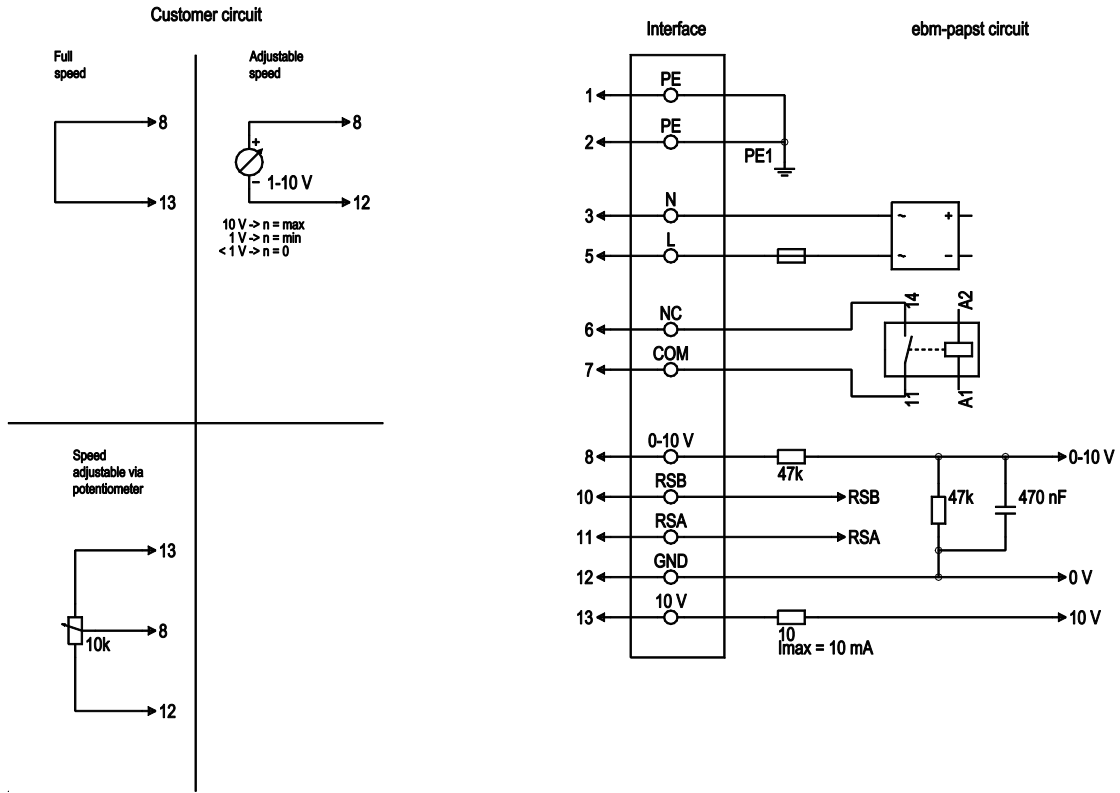 Customer circuit
Full
speed
8
13
Adjustable
speed
8
+
–
1-10 V
12
10 V -> n = max
1 V -> n = min
< 1 V -> n = 0
Speed
adjustable via
potentiometer
13
8
10k
12
Interface
ebm-papst circuit
1
PE
2
PE
PE1
3
N
~
+
5
L
~
–
6
NC
14
A2
7
COM
11
A1
8
0-10 V
47k
0-10 V
10
RSB
RSB
47k
470 nF
11
RSA
RSA
12
GND
0 V
13
10 V
10
Imax = 10 mA
10 V